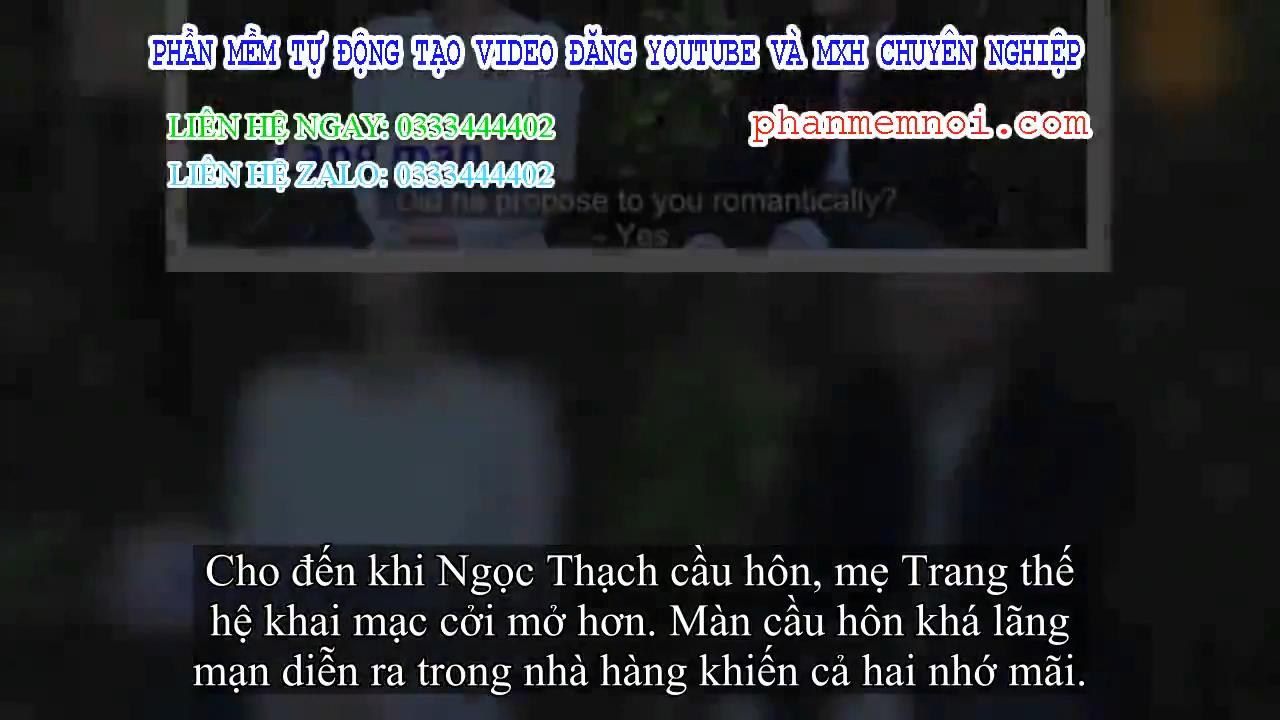 PHẦN MỀM TỰ ĐỘNG TẠO VIDEO ĐĂNG YOUTUBE VÀ MXH CHUYÊN NGHIỆP
LIÊN HỆ NGAY: 0333444402
phanmemnoi.com
LIÊN HỆ ZALO: 0333444402
Did he propose to you romantically?
- Yes
Cho đến khi Ngọc Thạch cầu hôn, mẹ Trang thế
hệ khai mạc cởi mở hơn. Màn cầu hôn khá lãng
mạn diễn ra trong nhà hàng khiến cả hai nhớ mãi.